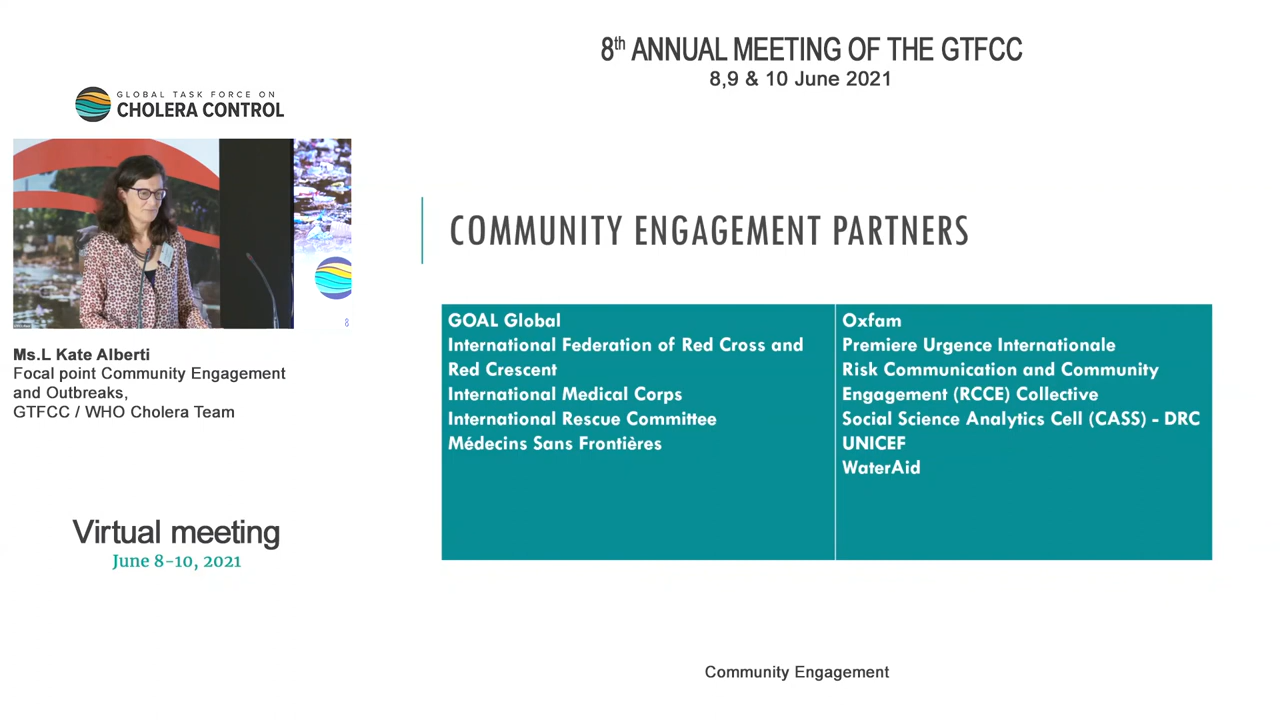 8th ANNUAL MEETING OF THE GTFCC
8,9 & 10 June 2021
GLOBAL TASK FORCE ON
CHOLERA CONTROL
8
Ms.L Kate Alberti
Focal point Community Engagement
and Outbreaks,
GTFCC / WHO Cholera Team
Virtual meeting
June 8-10, 2021
COMMUNITY ENGAGEMENT PARTNERS
GOAL Global
International Federation of Red Cross and
Red Crescent
International Medical Corps
International Rescue Committee
Médecins Sans Frontières
Oxfam
Premiere Urgence Internationale
Risk Communication and Community
Engagement (RCCE) Collective
Social Science Analytics Cell (CASS) - DRC
UNICEF
WaterAid
Community Engagement